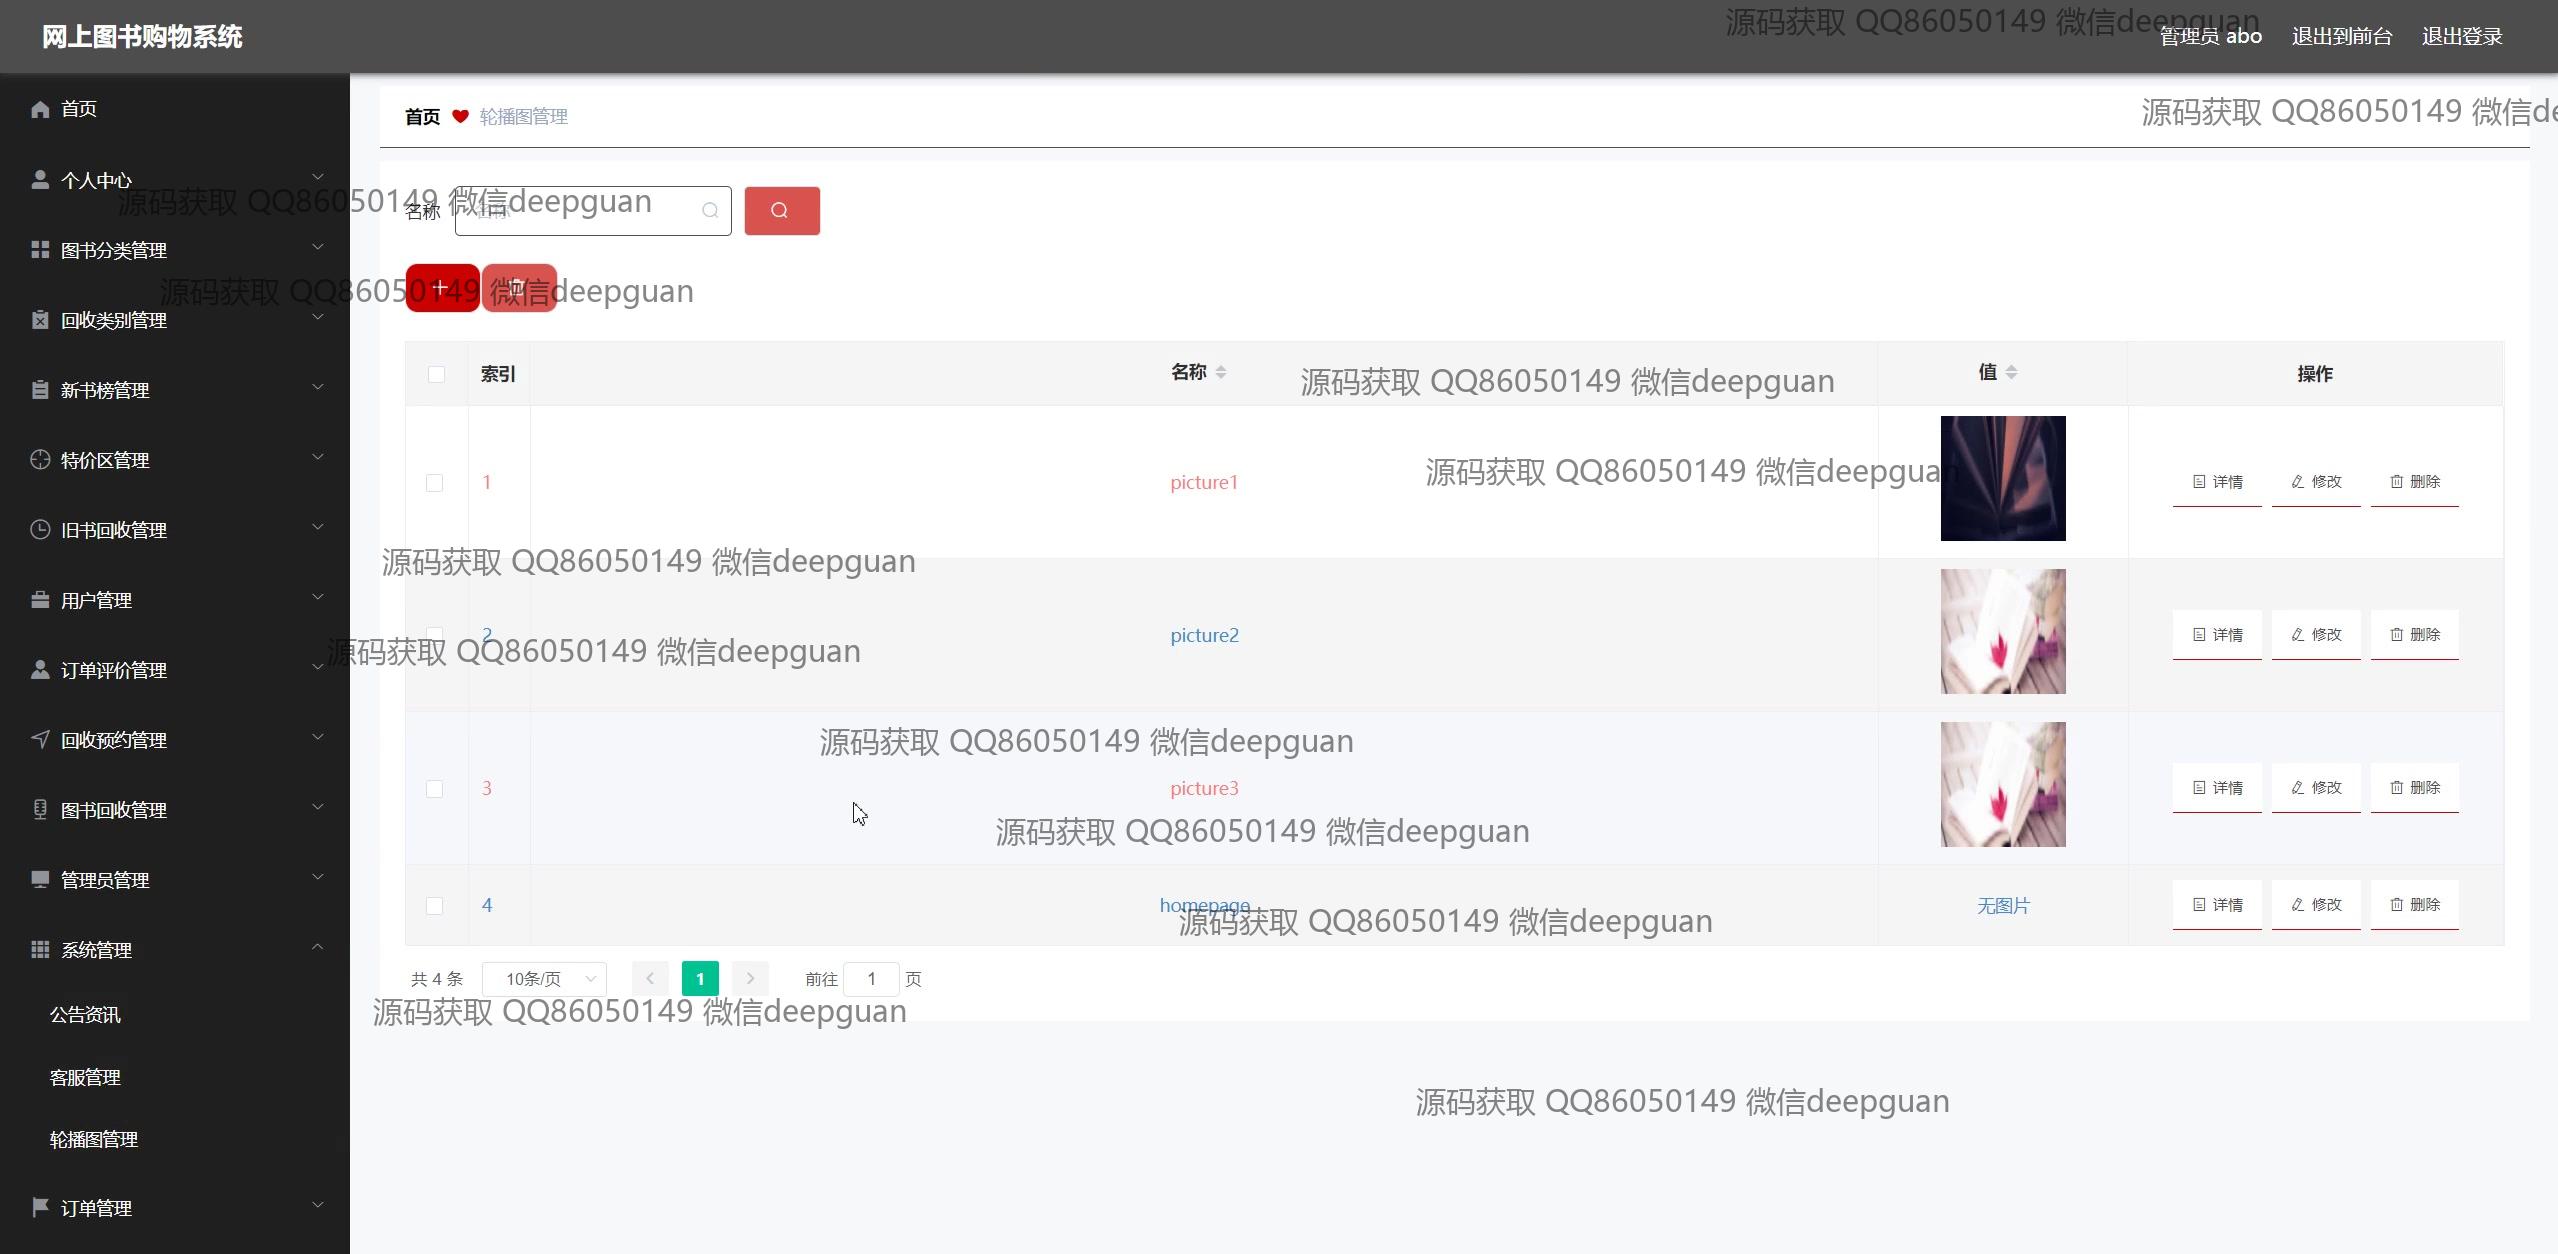 网上图书购物系统
源码获取 QQ86050149 微信deepguan
管理员 abo 退出到前台 退出登录
首页
首页 轮播图管理
源码获取 QQ86050149 微信de
个人中心
源码获取 QQ86050149 微信deepguan
名称 名称
图书分类管理
源码获取 QQ86050149 微信deepguan
回收类别管理
索引 名称 值 操作
源码获取 QQ86050149 微信deepguan
新书榜管理
特价区管理
源码获取 QQ86050149 微信deepguan
1 picture1 详情 修改 删除
旧书回收管理
源码获取 QQ86050149 微信deepguan
用户管理
2 picture2 详情 修改 删除
源码获取 QQ86050149 微信deepguan
订单评价管理
回收预约管理
源码获取 QQ86050149 微信deepguan
3 picture3 详情 修改 删除
图书回收管理
源码获取 QQ86050149 微信deepguan
管理员管理
4 homepage 无图片 详情 修改 删除
源码获取 QQ86050149 微信deepguan
系统管理
共 4 条 10条/页 1 前往 1 页
公告资讯
源码获取 QQ86050149 微信deepguan
客服管理
源码获取 QQ86050149 微信deepguan
轮播图管理
订单管理